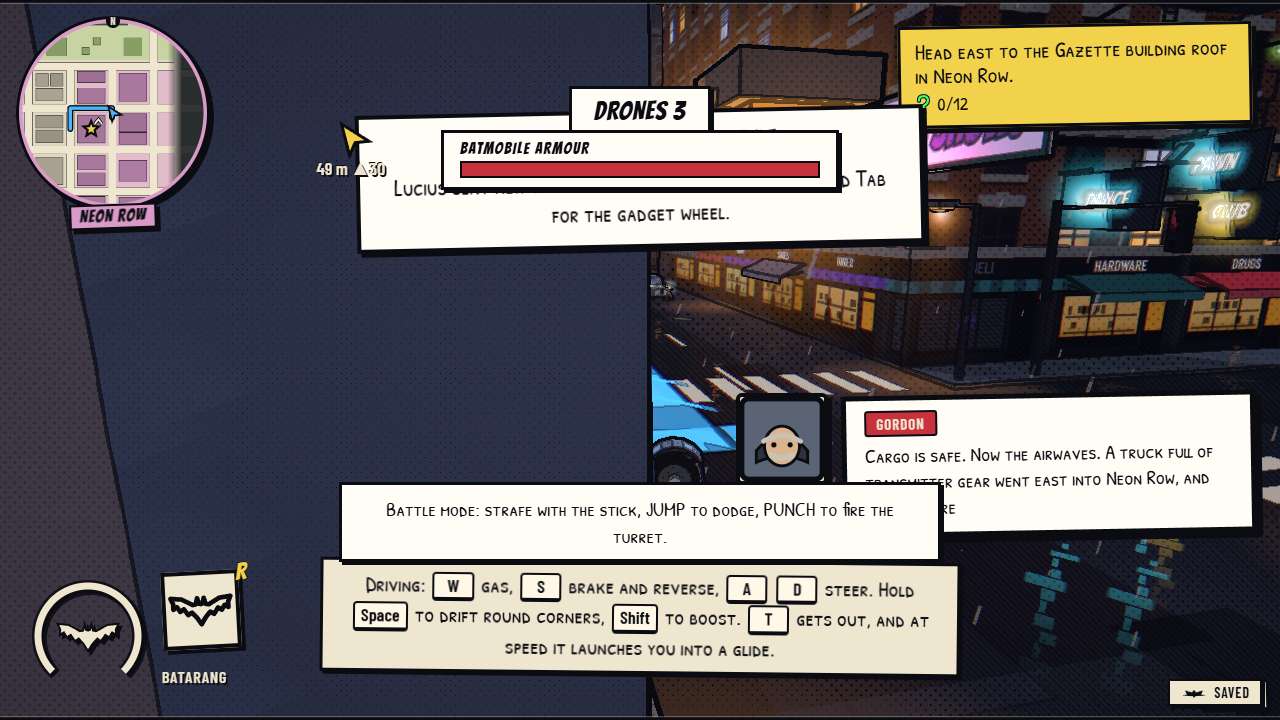 N
HEAD EAST TO THE GAZETTE BUILDING ROOF
IN NEON ROW.
0/12
DRONES 3
BATMOBILE ARMOUR
49 m
30
LUCIUS
D TAB
FOR THE GADGET WHEEL.
NEON ROW
PAWN
DANCE
CLUB
DELI
HARDWARE
DRUGS
GORDON
CARGO IS SAFE. NOW THE AIRWAVES. A TRUCK FULL OF
TRANSMITTER GEAR WENT EAST INTO NEON ROW, AND
RE
BATTLE MODE: STRAFE WITH THE STICK, JUMP TO DODGE, PUNCH TO fIRE THE
TURRET.
DRIVING: W GAS, S BRAKE AND REVERSE, A D STEER. HOLD
Space TO DRIFT ROUND CORNERS, Shift TO BOOST. T GETS OUT, AND AT
SPEED IT LAUNCHES YOU INTO A GLIDE.
R
BATARANG
SAVED